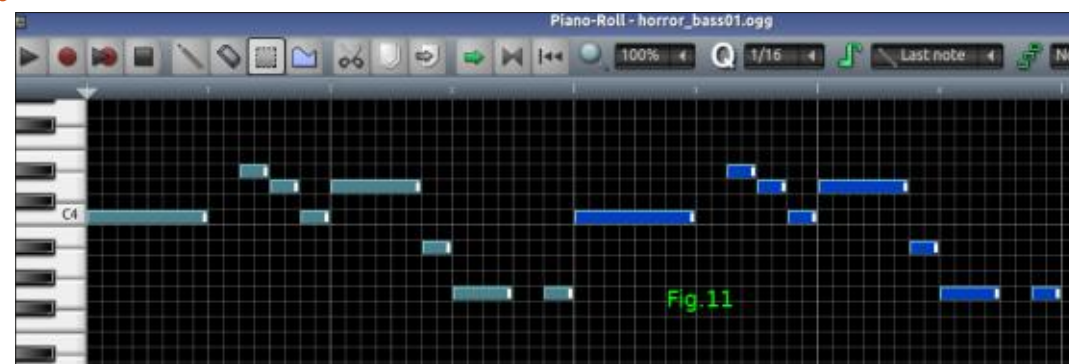 Piano-Roll - horror_bass01.ogg
100% Q 1/16 Last note
C4
Fig.11